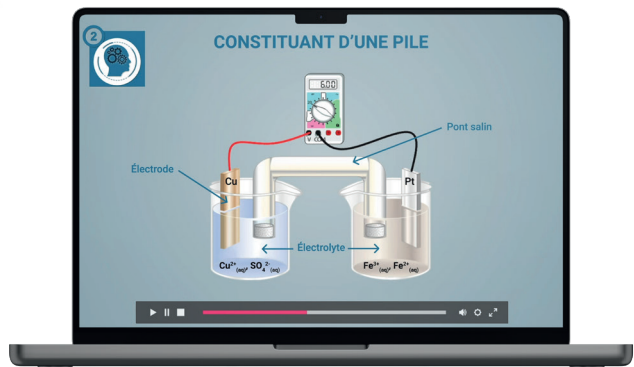 2
CONSTITUANT D’UNE PILE
6.00
V COM
Pont salin
Électrode
Cu
Pt
Électrolyte
Cu²⁺(aq), SO₄²⁻(aq)
Fe³⁺(aq), Fe²⁺(aq)